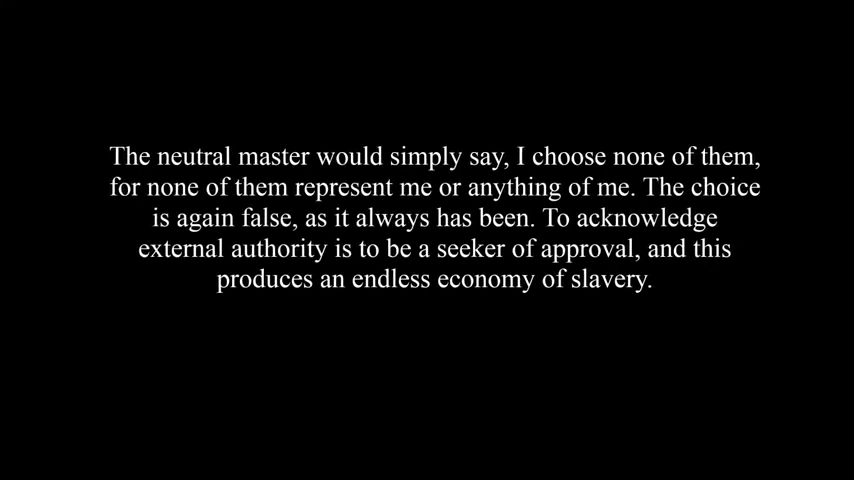 The neutral master would simply say, I choose none of them,
for none of them represent me or anything of me. The choice
is again false, as it always has been. To acknowledge
external authority is to be a seeker of approval, and this
produces an endless economy of slavery.